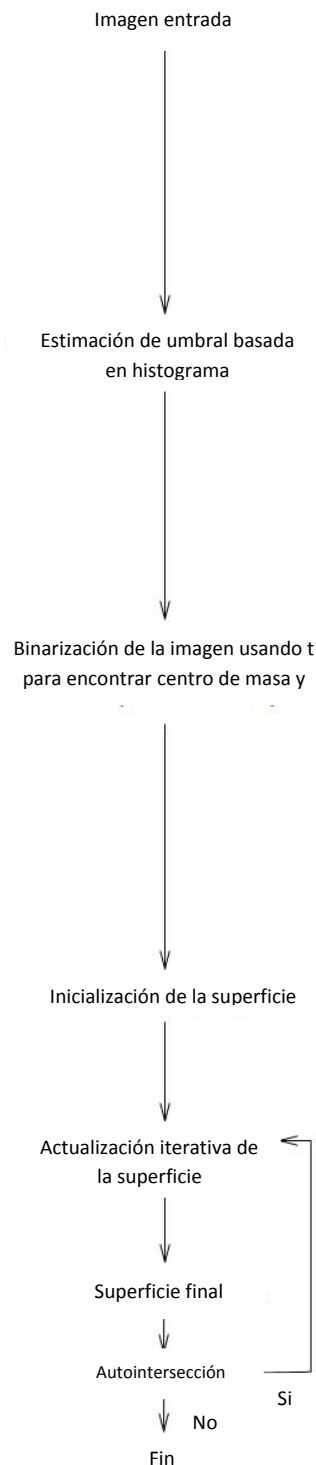 Imagen entrada
Estimación de umbral basada
en histograma
Binarización de la imagen usando t
para encontrar centro de masa y
Inicialización de la superficie
Actualización iterativa de
la superficie
Superficie final
Autointersección
Si
No
Fin